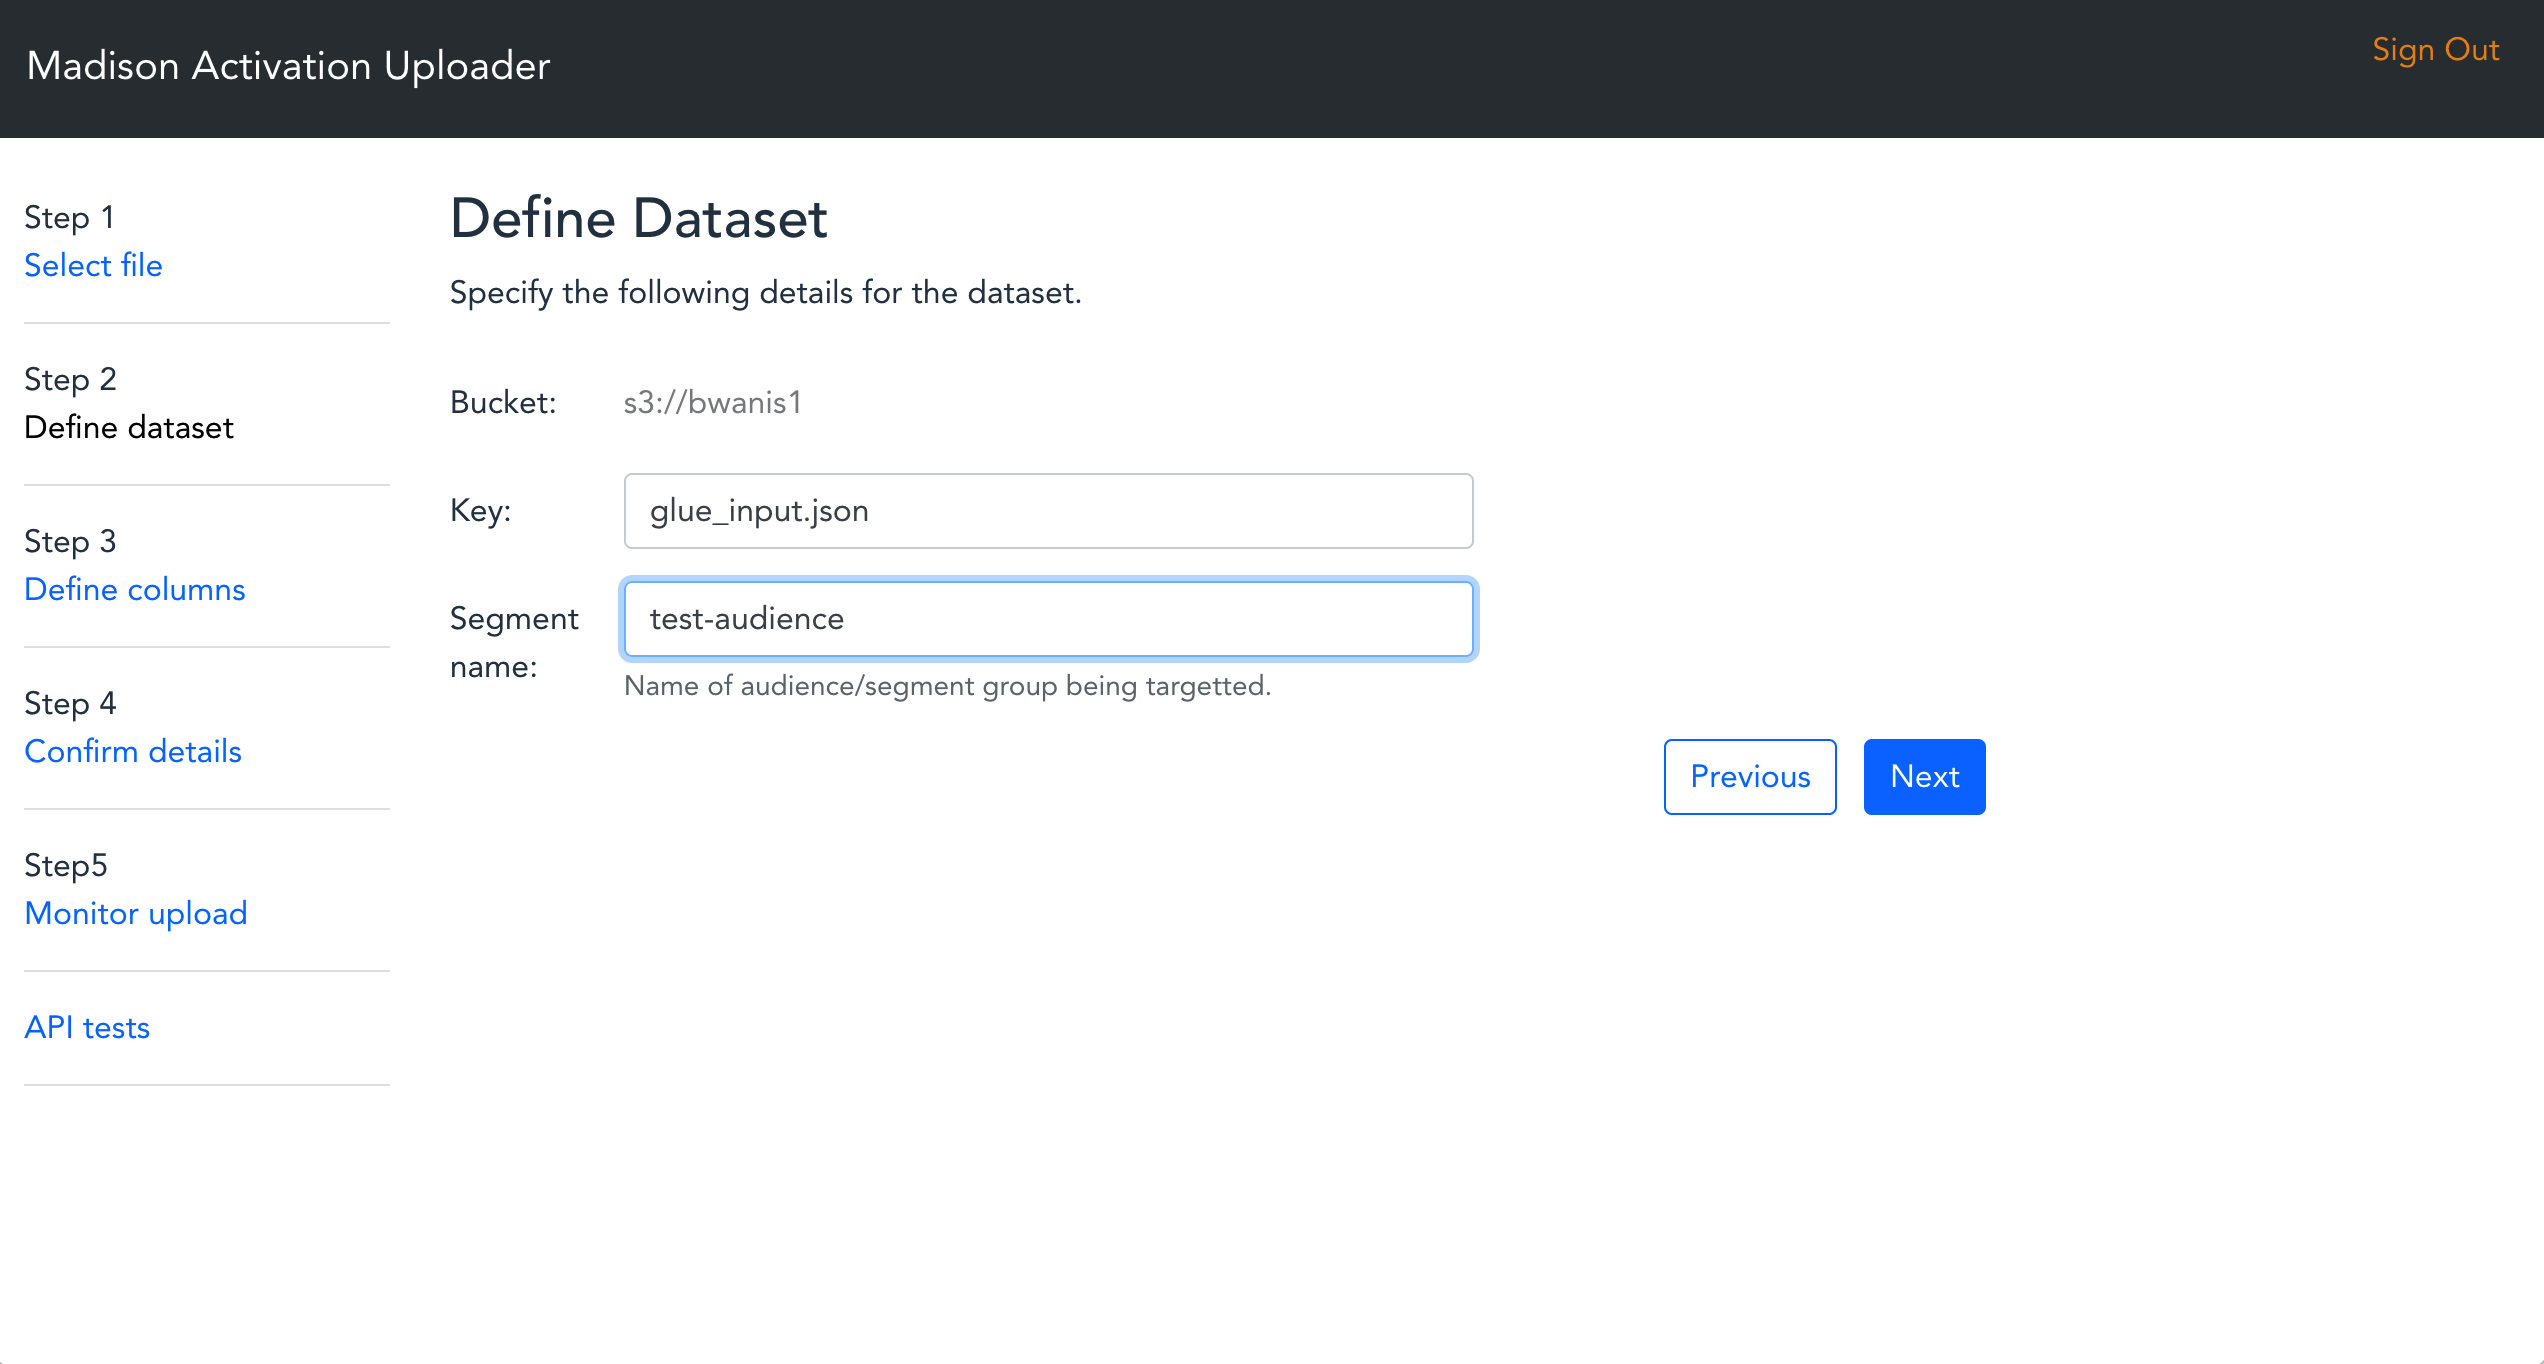 Madison Activation Uploader
Sign Out
Step 1
Select file
Step 2
Define dataset
Step 3
Define columns
Step 4
Confirm details
Step5
Monitor upload
API tests
Define Dataset
Specify the following details for the dataset.
Bucket: s3://bwanis1
Key: glue_input.json
Segment name: test-audience
Name of audience/segment group being targetted.
Previous Next